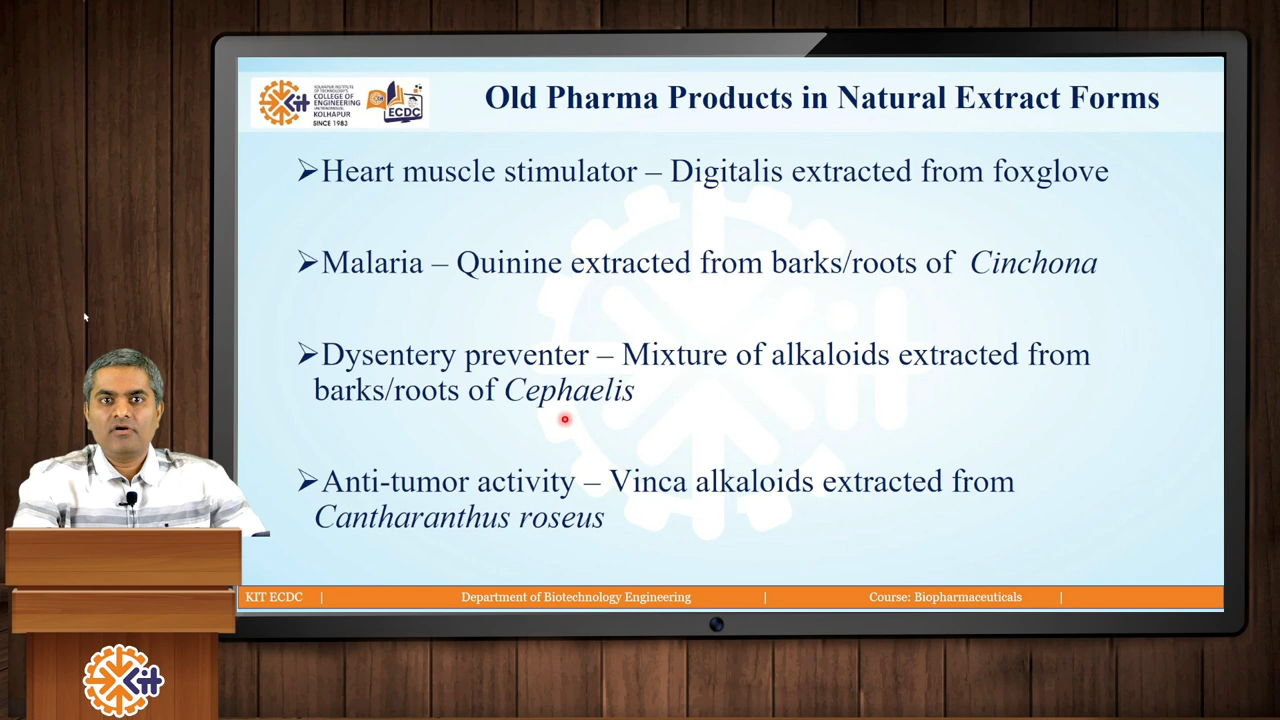 Old Pharma Products in Natural Extract Forms
Kit
KOLHAPUR INSTITUTE
OF TECHNOLOGY'S
COLLEGE OF
ENGINEERING
KOLHAPUR
SINCE 1983
ECDC
➢Heart muscle stimulator – Digitalis extracted from foxglove
➢Malaria – Quinine extracted from barks/roots of Cinchona
➢Dysentery preventer – Mixture of alkaloids extracted from
barks/roots of Cephaelis
➢Anti-tumor activity – Vinca alkaloids extracted from
Cantharanthus roseus
KIT ECDC | Department of Biotechnology Engineering | Course: Biopharmaceuticals |
Kit